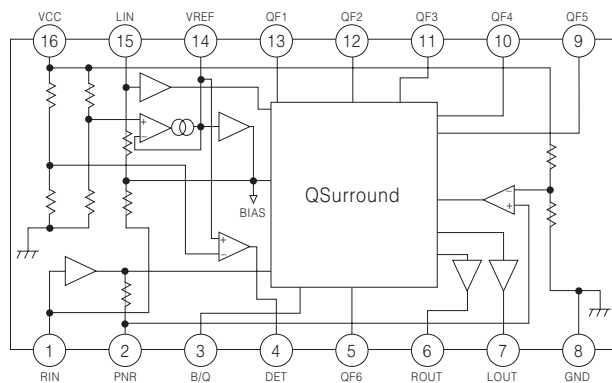 VCC LIN VREF QF1 QF2 QF3 QF4 QF5
16 15 14 13 12 11 10 9
+
−
−
+
QSurround
BIAS
+
−
1 2 3 4 5 6 7 8
RIN PNR B/Q DET QF6 ROUT LOUT GND